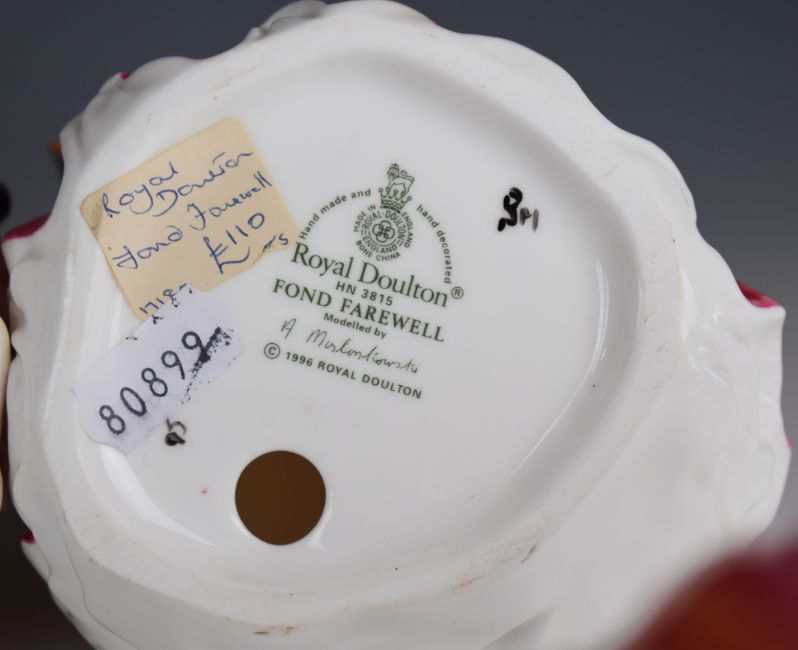 Royal
Doulton
'Fond Farewell
£110
80899
Hand made and hand decorated
MADE IN ENGLAND
ROYAL·DOULTON
ENGLAND
BONE CHINA
Royal Doulton ®
HN 3815
FOND FAREWELL
Modelled by
© 1996 ROYAL DOULTON